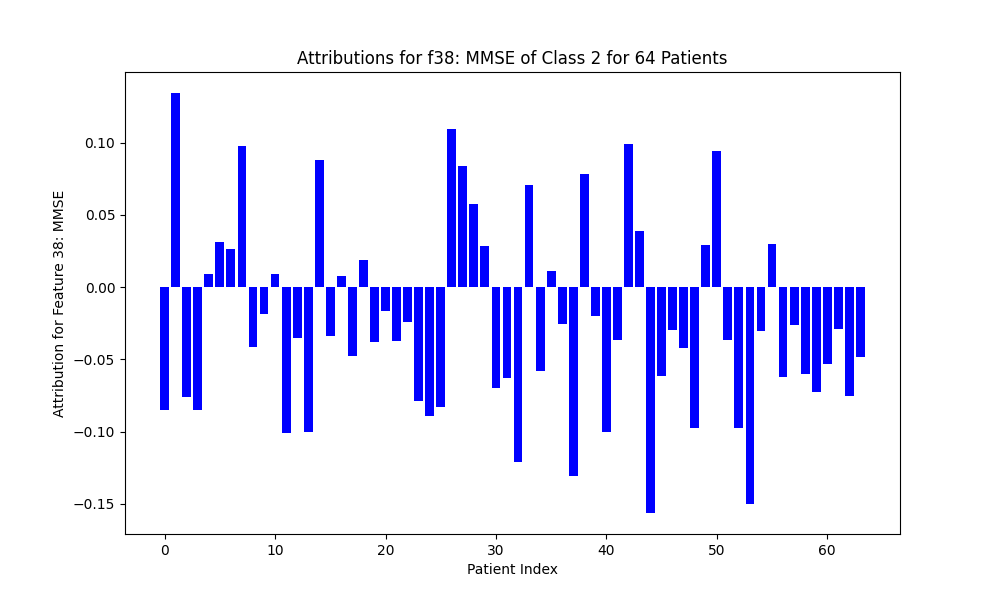 Attributions for f38: MMSE of Class 2 for 64 Patients
Attribution for Feature 38: MMSE
0.10
0.05
0.00
−0.05
−0.10
−0.15
0 10 20 30 40 50 60
Patient Index